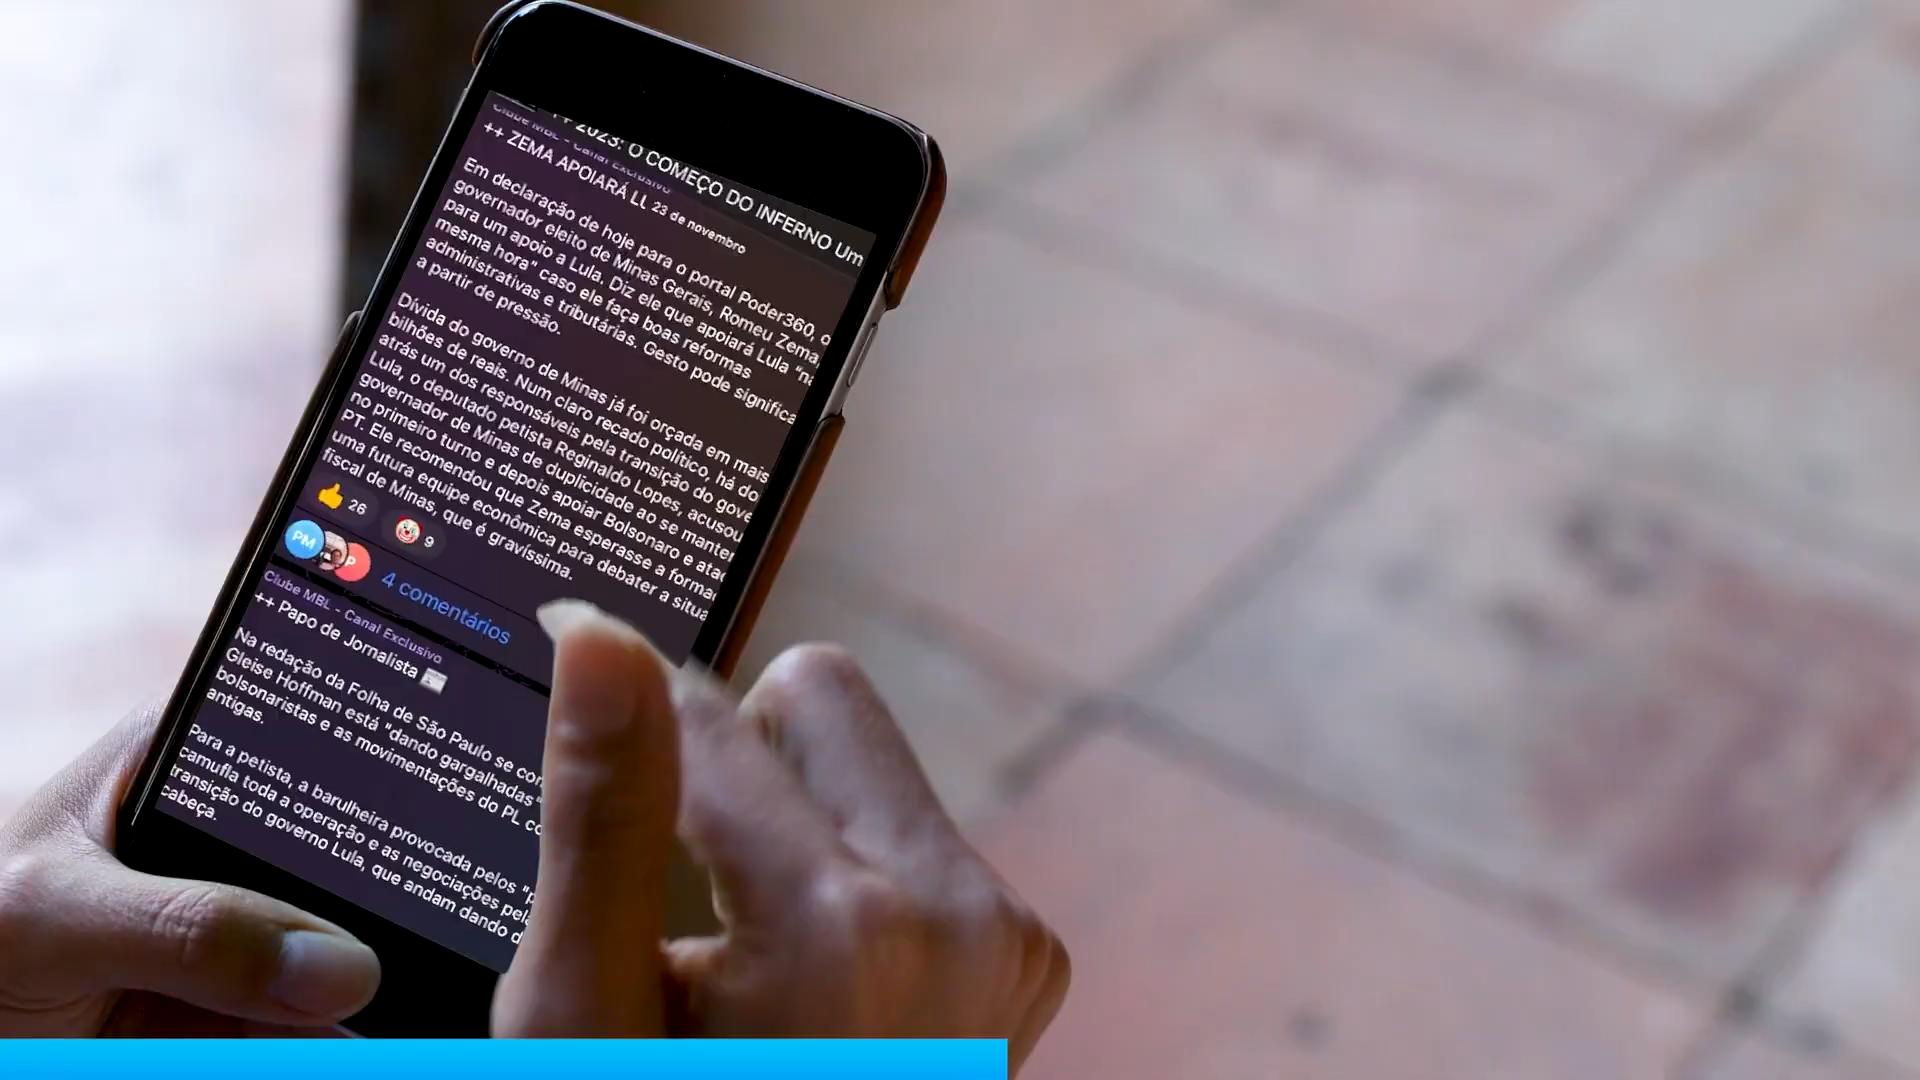 2023: O COMEÇO DO INFERNO Um
Clube MBL - Canal Exclusivo
++ ZEMA APOIARÁ
23 de novembro
Em declaração de hoje para o portal Poder360, o
governador eleito de Minas Gerais, Romeu Zema,
para um apoio a Lula. Diz ele que apoiará Lula "na
mesma hora" caso ele faça boas reformas
administrativas e tributárias. Gesto pode significa
a partir de pressão.
Dívida do governo de Minas já foi orçada em mais
bilhões de reais. Num claro recado político, há do
atrás um dos responsáveis pela transição do gove
Lula, o deputado petista Reginaldo Lopes, acusou
governador de Minas de duplicidade ao se manter
no primeiro turno e depois apoiar Bolsonaro e ata
PT. Ele recomendou que Zema esperasse a forma
uma futura equipe econômica para debater a situa
fiscal de Minas, que é gravíssima.
👍 26 🤡 9
PM P 4 comentários
Clube MBL - Canal Exclusivo
++ Papo de Jornalista 📰
Na redação da Folha de São Paulo se con
Gleise Hoffman está "dando gargalhadas"
bolsonaristas e as movimentações do PL co
antigas.
Para a petista, a barulheira provocada pelos "p
camufla toda a operação e as negociações pela
transição do governo Lula, que andam dando d
cabeça.